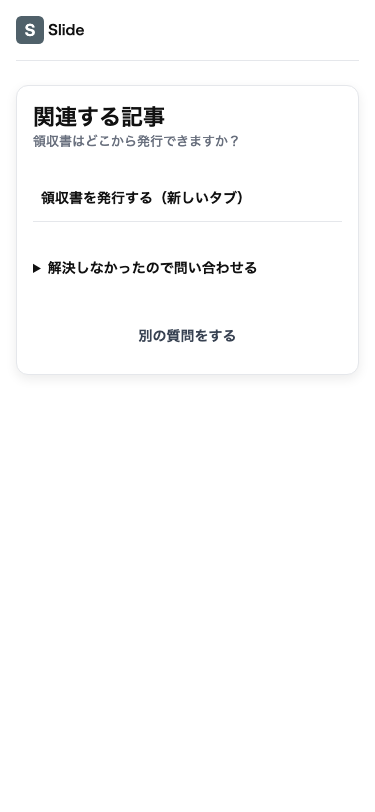 S Slide
関連する記事
領収書はどこから発行できますか？
領収書を発行する（新しいタブ）
▶ 解決しなかったので問い合わせる
別の質問をする